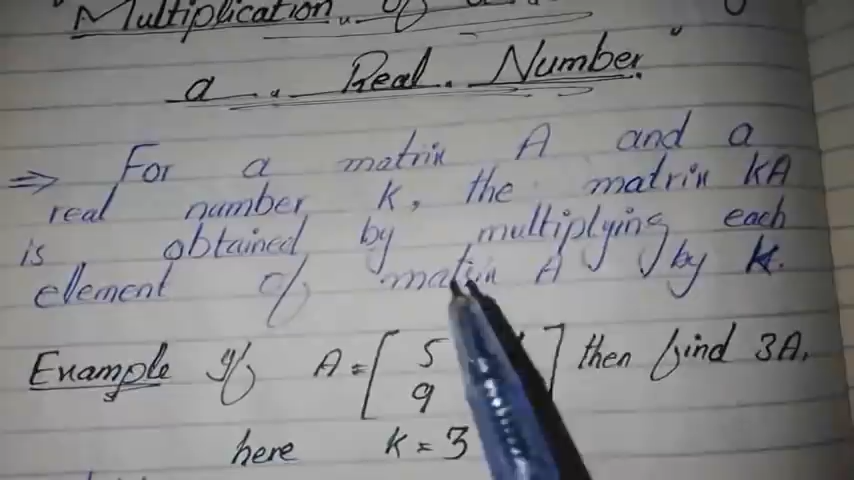 "Multiplication of
a Real Number"
⇒ For a matrix A and a
real number k, the matrix kA
is obtained by multiplying each
element of matrix A by k.
Example If A = [ 5 ] then find 3A.
9
here k = 3